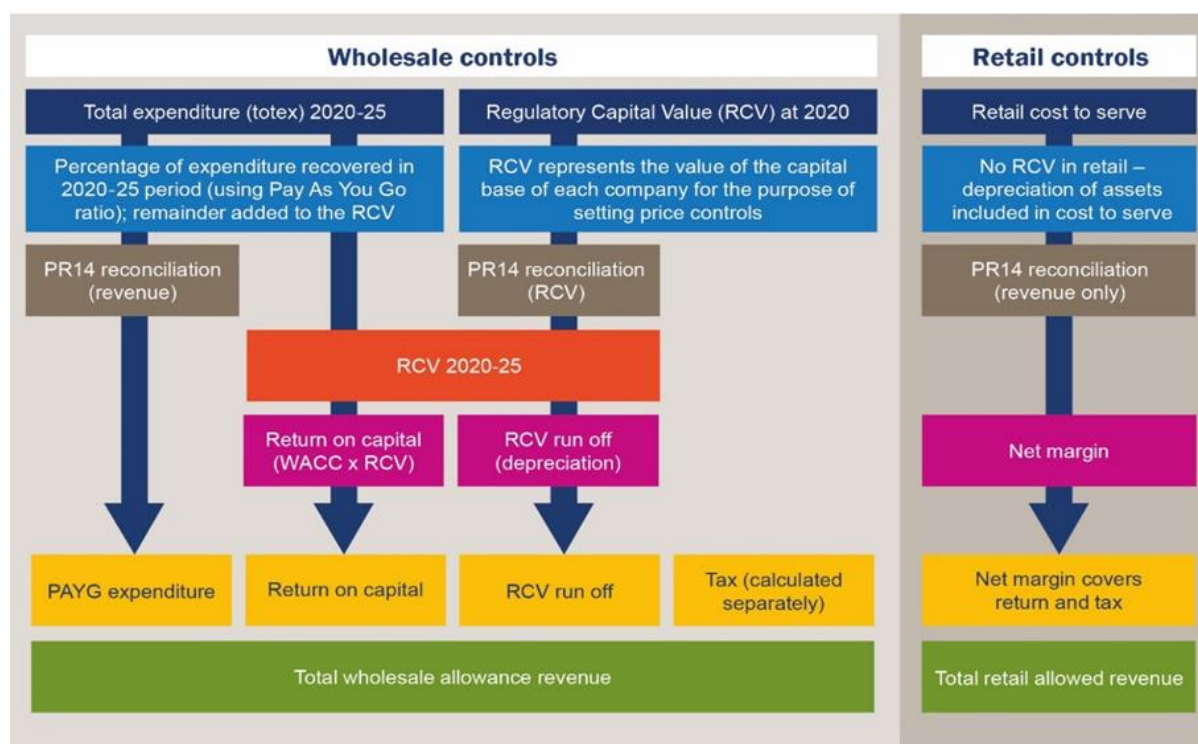 Wholesale controls
Retail controls
Total expenditure (totex) 2020-25
Regulatory Capital Value (RCV) at 2020
Retail cost to serve
Percentage of expenditure recovered in
2020-25 period (using Pay As You Go
ratio); remainder added to the RCV
RCV represents the value of the capital
base of each company for the purpose of
setting price controls
No RCV in retail –
depreciation of assets
included in cost to serve
PR14 reconciliation
(revenue)
PR14 reconciliation
(RCV)
PR14 reconciliation
(revenue only)
RCV 2020-25
Return on capital
(WACC x RCV)
RCV run off
(depreciation)
Net margin
PAYG expenditure
Return on capital
RCV run off
Tax (calculated
separately)
Net margin covers
return and tax
Total wholesale allowance revenue
Total retail allowed revenue